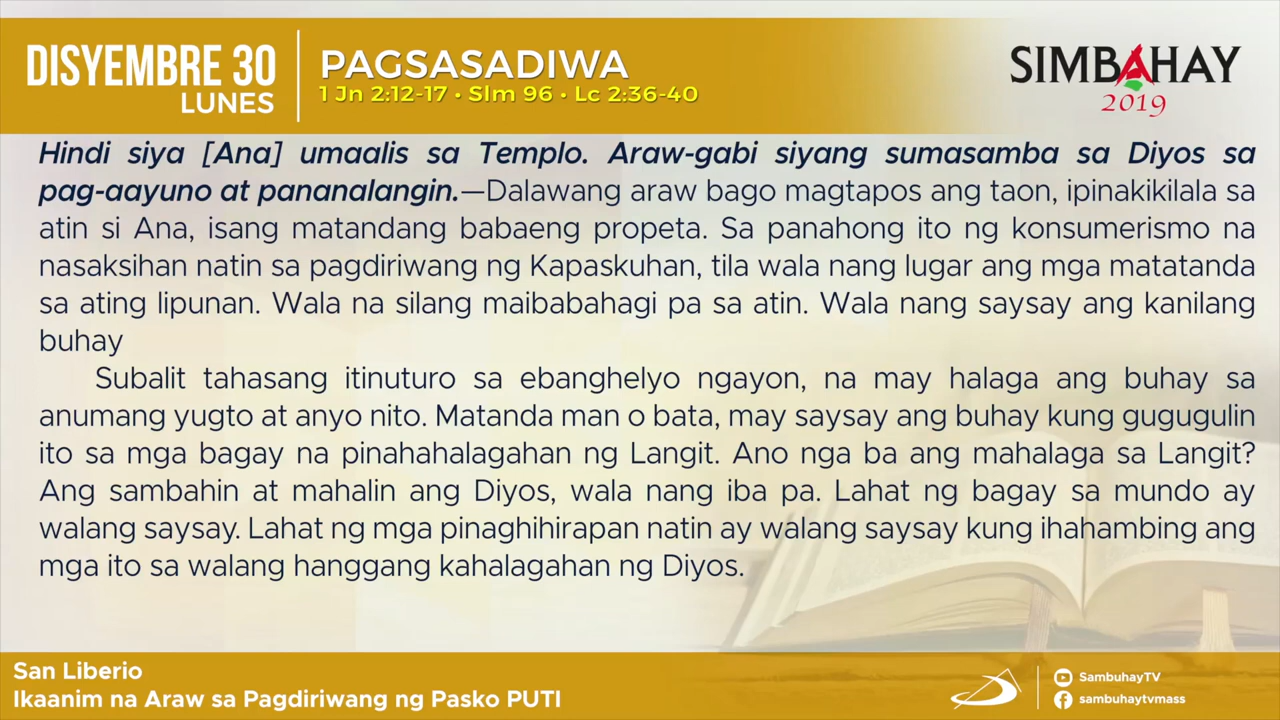 DISYEMBRE 30
LUNES
PAGSASADIWA
1 Jn 2:12-17 • Slm 96 • Lc 2:36-40
SIMBAHAY
2019
Hindi siya [Ana] umaalis sa Templo. Araw-gabi siyang sumasamba sa Diyos sa
pag-aayuno at pananalangin.—Dalawang araw bago magtapos ang taon, ipinakikilala sa
atin si Ana, isang matandang babaeng propeta. Sa panahong ito ng konsumerismo na
nasaksihan natin sa pagdiriwang ng Kapaskuhan, tila wala nang lugar ang mga matatanda
sa ating lipunan. Wala na silang maibabahagi pa sa atin. Wala nang saysay ang kanilang
buhay
Subalit tahasang itinuturo sa ebanghelyo ngayon, na may halaga ang buhay sa
anumang yugto at anyo nito. Matanda man o bata, may saysay ang buhay kung gugugulin
ito sa mga bagay na pinahahalagahan ng Langit. Ano nga ba ang mahalaga sa Langit?
Ang sambahin at mahalin ang Diyos, wala nang iba pa. Lahat ng bagay sa mundo ay
walang saysay. Lahat ng mga pinaghihirapan natin ay walang saysay kung ihahambing ang
mga ito sa walang hanggang kahalagahan ng Diyos.
San Liberio
Ikaanim na Araw sa Pagdiriwang ng Pasko PUTI
SambuhayTV
sambuhaytvmass